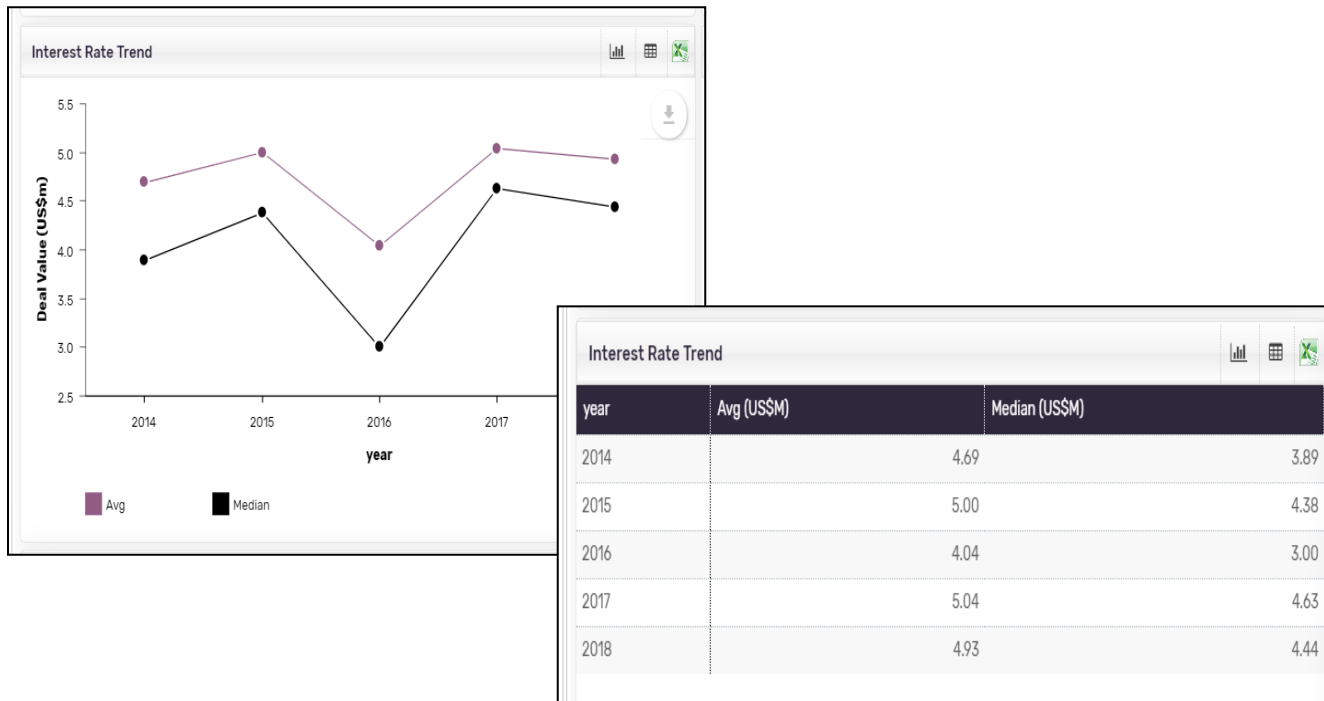 Interest Rate Trend
5.5
5.0
4.5
4.0
3.5
3.0
2.5
Deal Value (US$m)
2014 2015 2016 2017
year
Avg Median
Interest Rate Trend
year Avg (US$M) Median (US$M)
2014 4.69 3.89
2015 5.00 4.38
2016 4.04 3.00
2017 5.04 4.63
2018 4.93 4.44